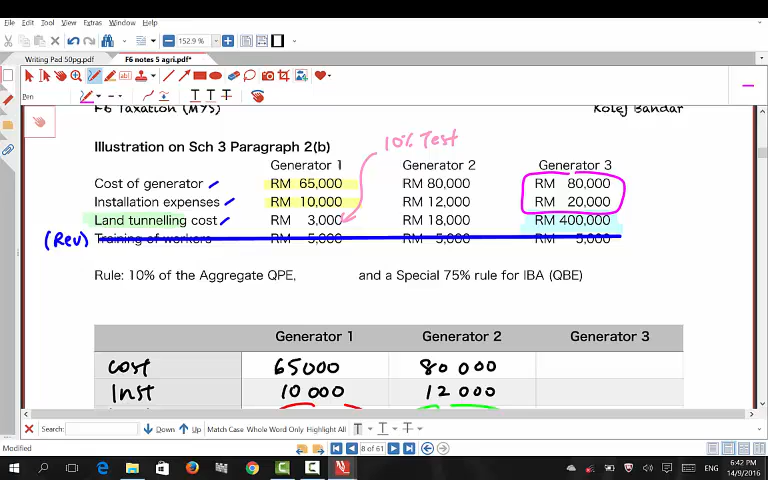 File Edit Tool View Extras Window Help
152.9 %
Writing Pad 50pg.pdf F6 notes 5 agri.pdf*
Pen
F6 Taxation (MYS) Kolej Bandar
Illustration on Sch 3 Paragraph 2(b)
10% Test
Generator 1 Generator 2 Generator 3
Cost of generator RM 65,000 RM 80,000 RM 80,000
Installation expenses RM 10,000 RM 12,000 RM 20,000
Land tunnelling cost RM 3,000 RM 18,000 RM 400,000
(Rev) Training of workers RM 5,000 RM 5,000 RM 5,000
Rule: 10% of the Aggregate QPE, and a Special 75% rule for IBA (QBE)
Generator 1 Generator 2 Generator 3
Cost 65000 80 000
Inst 10 000 12 000
Search: Down Up Match Case Whole Word Only Highlight All
Modified 8 of 61
ENG 6:42 PM
14/9/2016